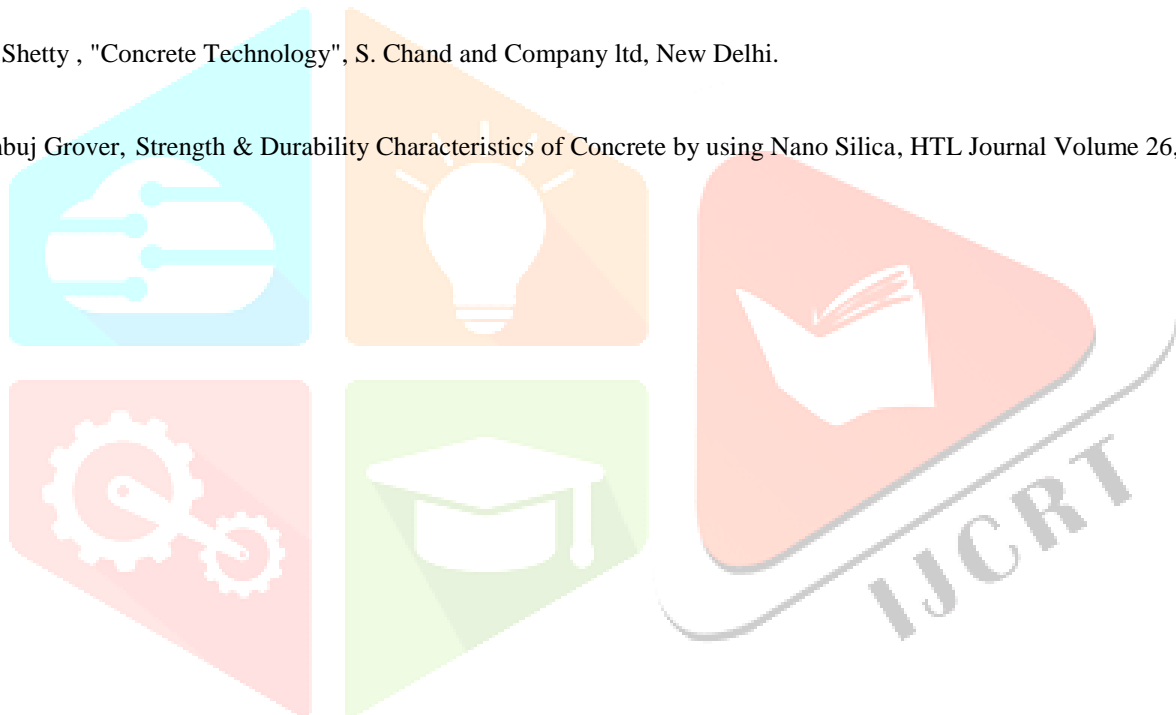 Shetty , "Concrete Technology", S. Chand and Company ltd, New Delhi.
buj Grover, Strength & Durability Characteristics of Concrete by using Nano Silica, HTL Journal Volume 26,
IJCRT